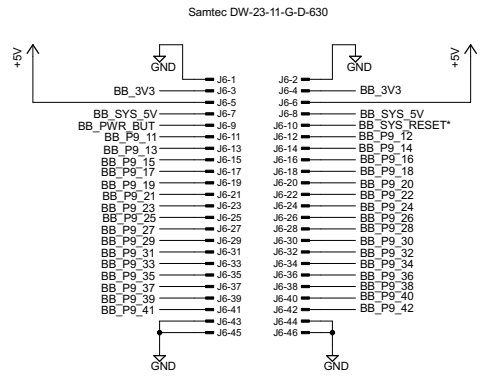 Samtec DW-23-11-G-D-630
+5V
+5V
GND
GND
J6-1 J6-2
BB_3V3 J6-3 J6-4 BB_3V3
J6-5 J6-6
BB_SYS_5V J6-7 J6-8 BB_SYS_5V
BB_PWR_BUT J6-9 J6-10 BB_SYS_RESET*
BB_P9_11 J6-11 J6-12 BB_P9_12
BB_P9_13 J6-13 J6-14 BB_P9_14
BB_P9_15 J6-15 J6-16 BB_P9_16
BB_P9_17 J6-17 J6-18 BB_P9_18
BB_P9_19 J6-19 J6-20 BB_P9_20
BB_P9_21 J6-21 J6-22 BB_P9_22
BB_P9_23 J6-23 J6-24 BB_P9_24
BB_P9_25 J6-25 J6-26 BB_P9_26
BB_P9_27 J6-27 J6-28 BB_P9_28
BB_P9_29 J6-29 J6-30 BB_P9_30
BB_P9_31 J6-31 J6-32 BB_P9_32
BB_P9_33 J6-33 J6-34 BB_P9_34
BB_P9_35 J6-35 J6-36 BB_P9_36
BB_P9_37 J6-37 J6-38 BB_P9_38
BB_P9_39 J6-39 J6-40 BB_P9_40
BB_P9_41 J6-41 J6-42 BB_P9_42
J6-43 J6-44
J6-45 J6-46
GND
GND